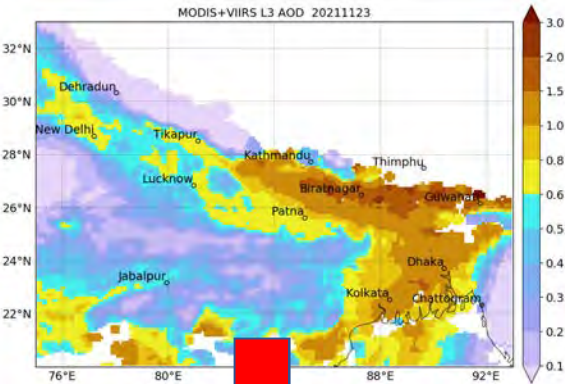 MODIS+VIIRS L3 AOD 20211123
32°N
30°N
28°N
26°N
24°N
22°N
76°E
80°E
88°E
92°E
Dehradun
New Delhi
Tikapur
Kathmandu
Thimphu
Lucknow
Biratnagar
Guwahati
Patna
Dhaka
Jabalpur
Kolkata
Chattogram
3.0
2.0
1.5
1.0
0.8
0.6
0.5
0.4
0.3
0.2
0.1